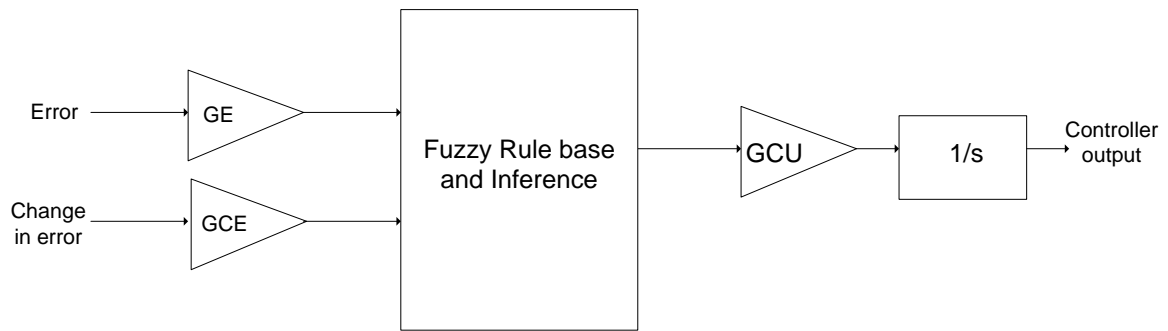 Error
GE
Change
in error
GCE
Fuzzy Rule base
and Inference
GCU
1/s
Controller
output